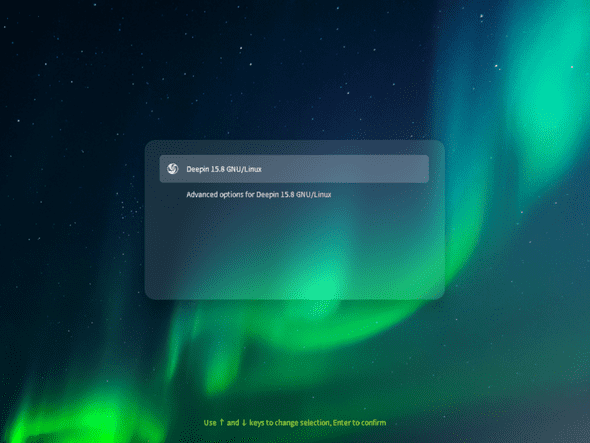 Deepin 15.8 GNU/Linux
Advanced options for Deepin 15.8 GNU/Linux
Use ↑ and ↓ keys to change selection, Enter to confirm